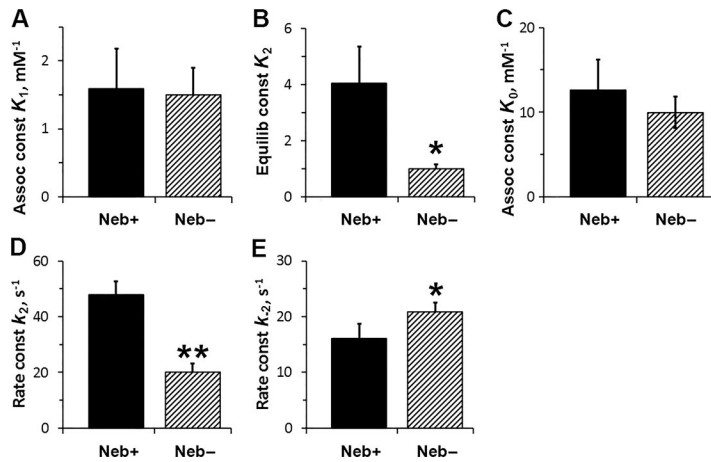 A
Assoc const K1, mM-1
2
1
0
Neb+ Neb−
B
Equilib const K2
6
4
2
0
*
Neb+ Neb−
C
Assoc const K0, mM-1
20
10
0
Neb+ Neb−
D
Rate const k2, s-1
60
40
20
0
**
Neb+ Neb−
E
Rate const k-2, s-1
30
20
10
0
*
Neb+ Neb−